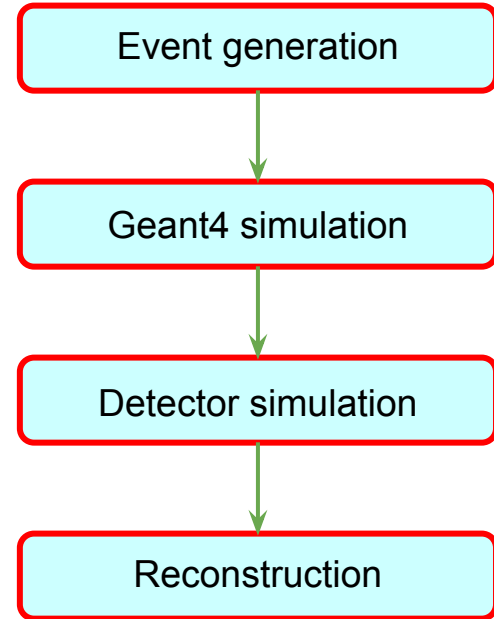 Event generation
Geant4 simulation
Detector simulation
Reconstruction